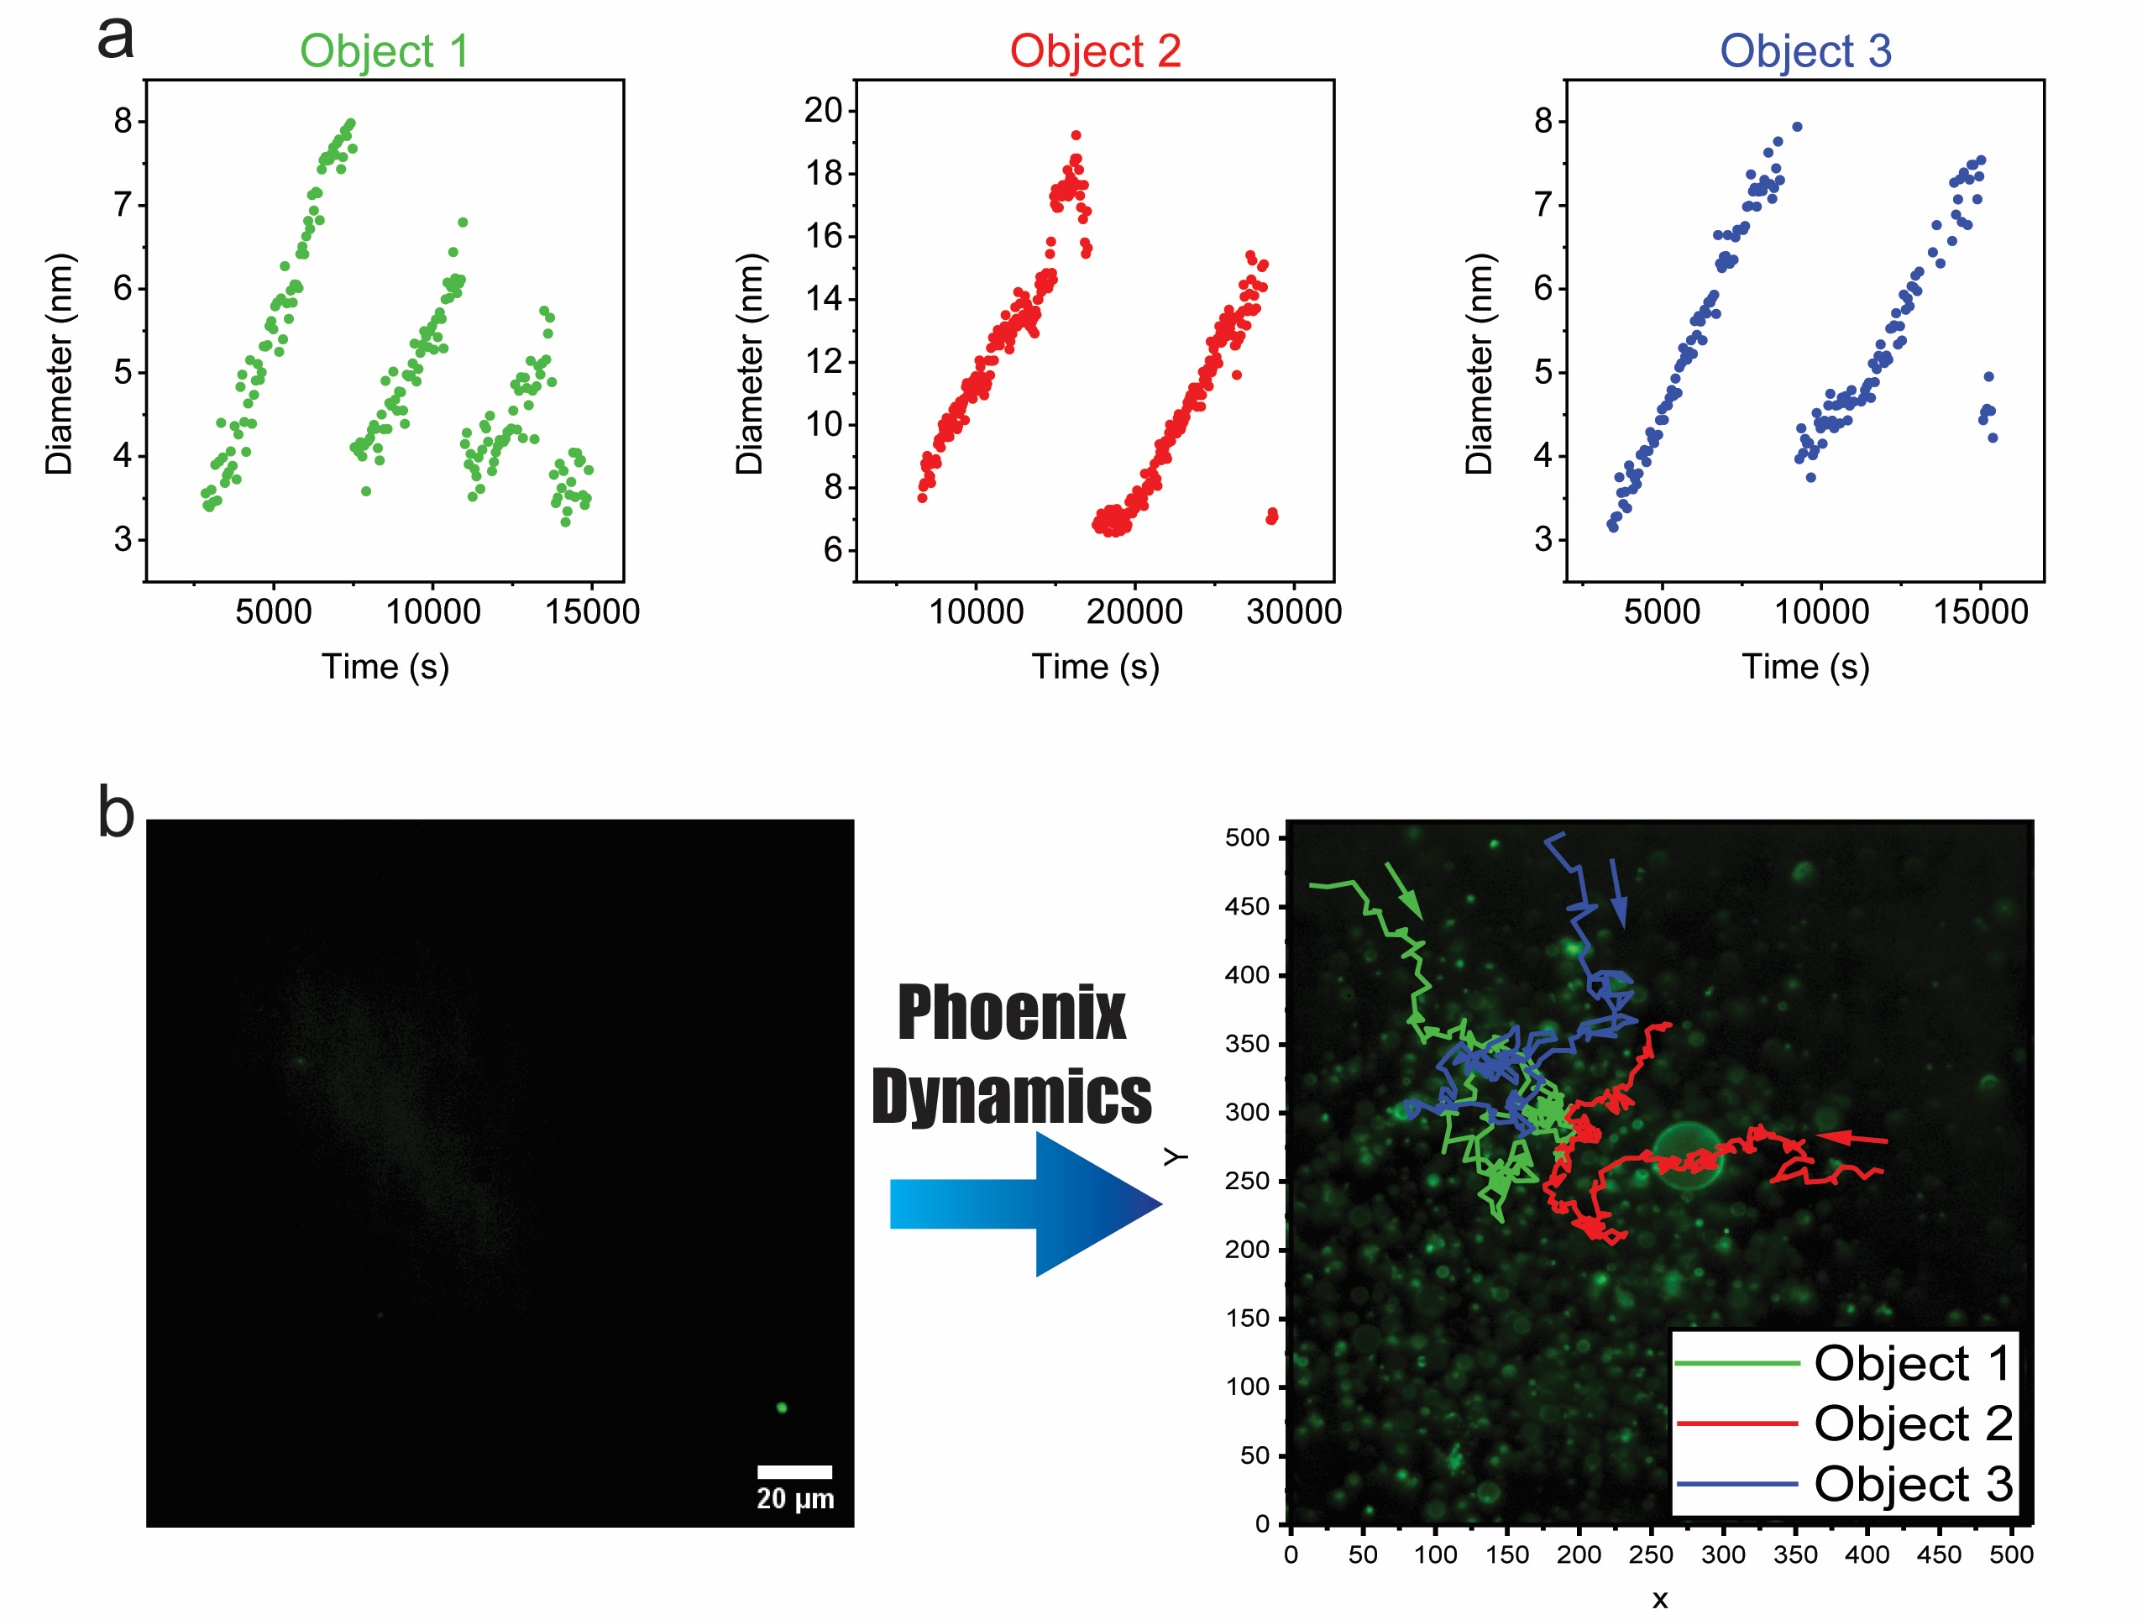 a
Object 1
Object 2
Object 3
8
7
6
5
4
3
Diameter (nm)
5000 10000 15000
Time (s)
20
18
16
14
12
10
8
6
Diameter (nm)
10000 20000 30000
Time (s)
8
7
6
5
4
3
Diameter (nm)
5000 10000 15000
Time (s)
b
20 µm
Phoenix
Dynamics
500
450
400
350
300
250
200
150
100
50
0
Y
Object 1
Object 2
Object 3
0 50 100 150 200 250 300 350 400 450 500
x